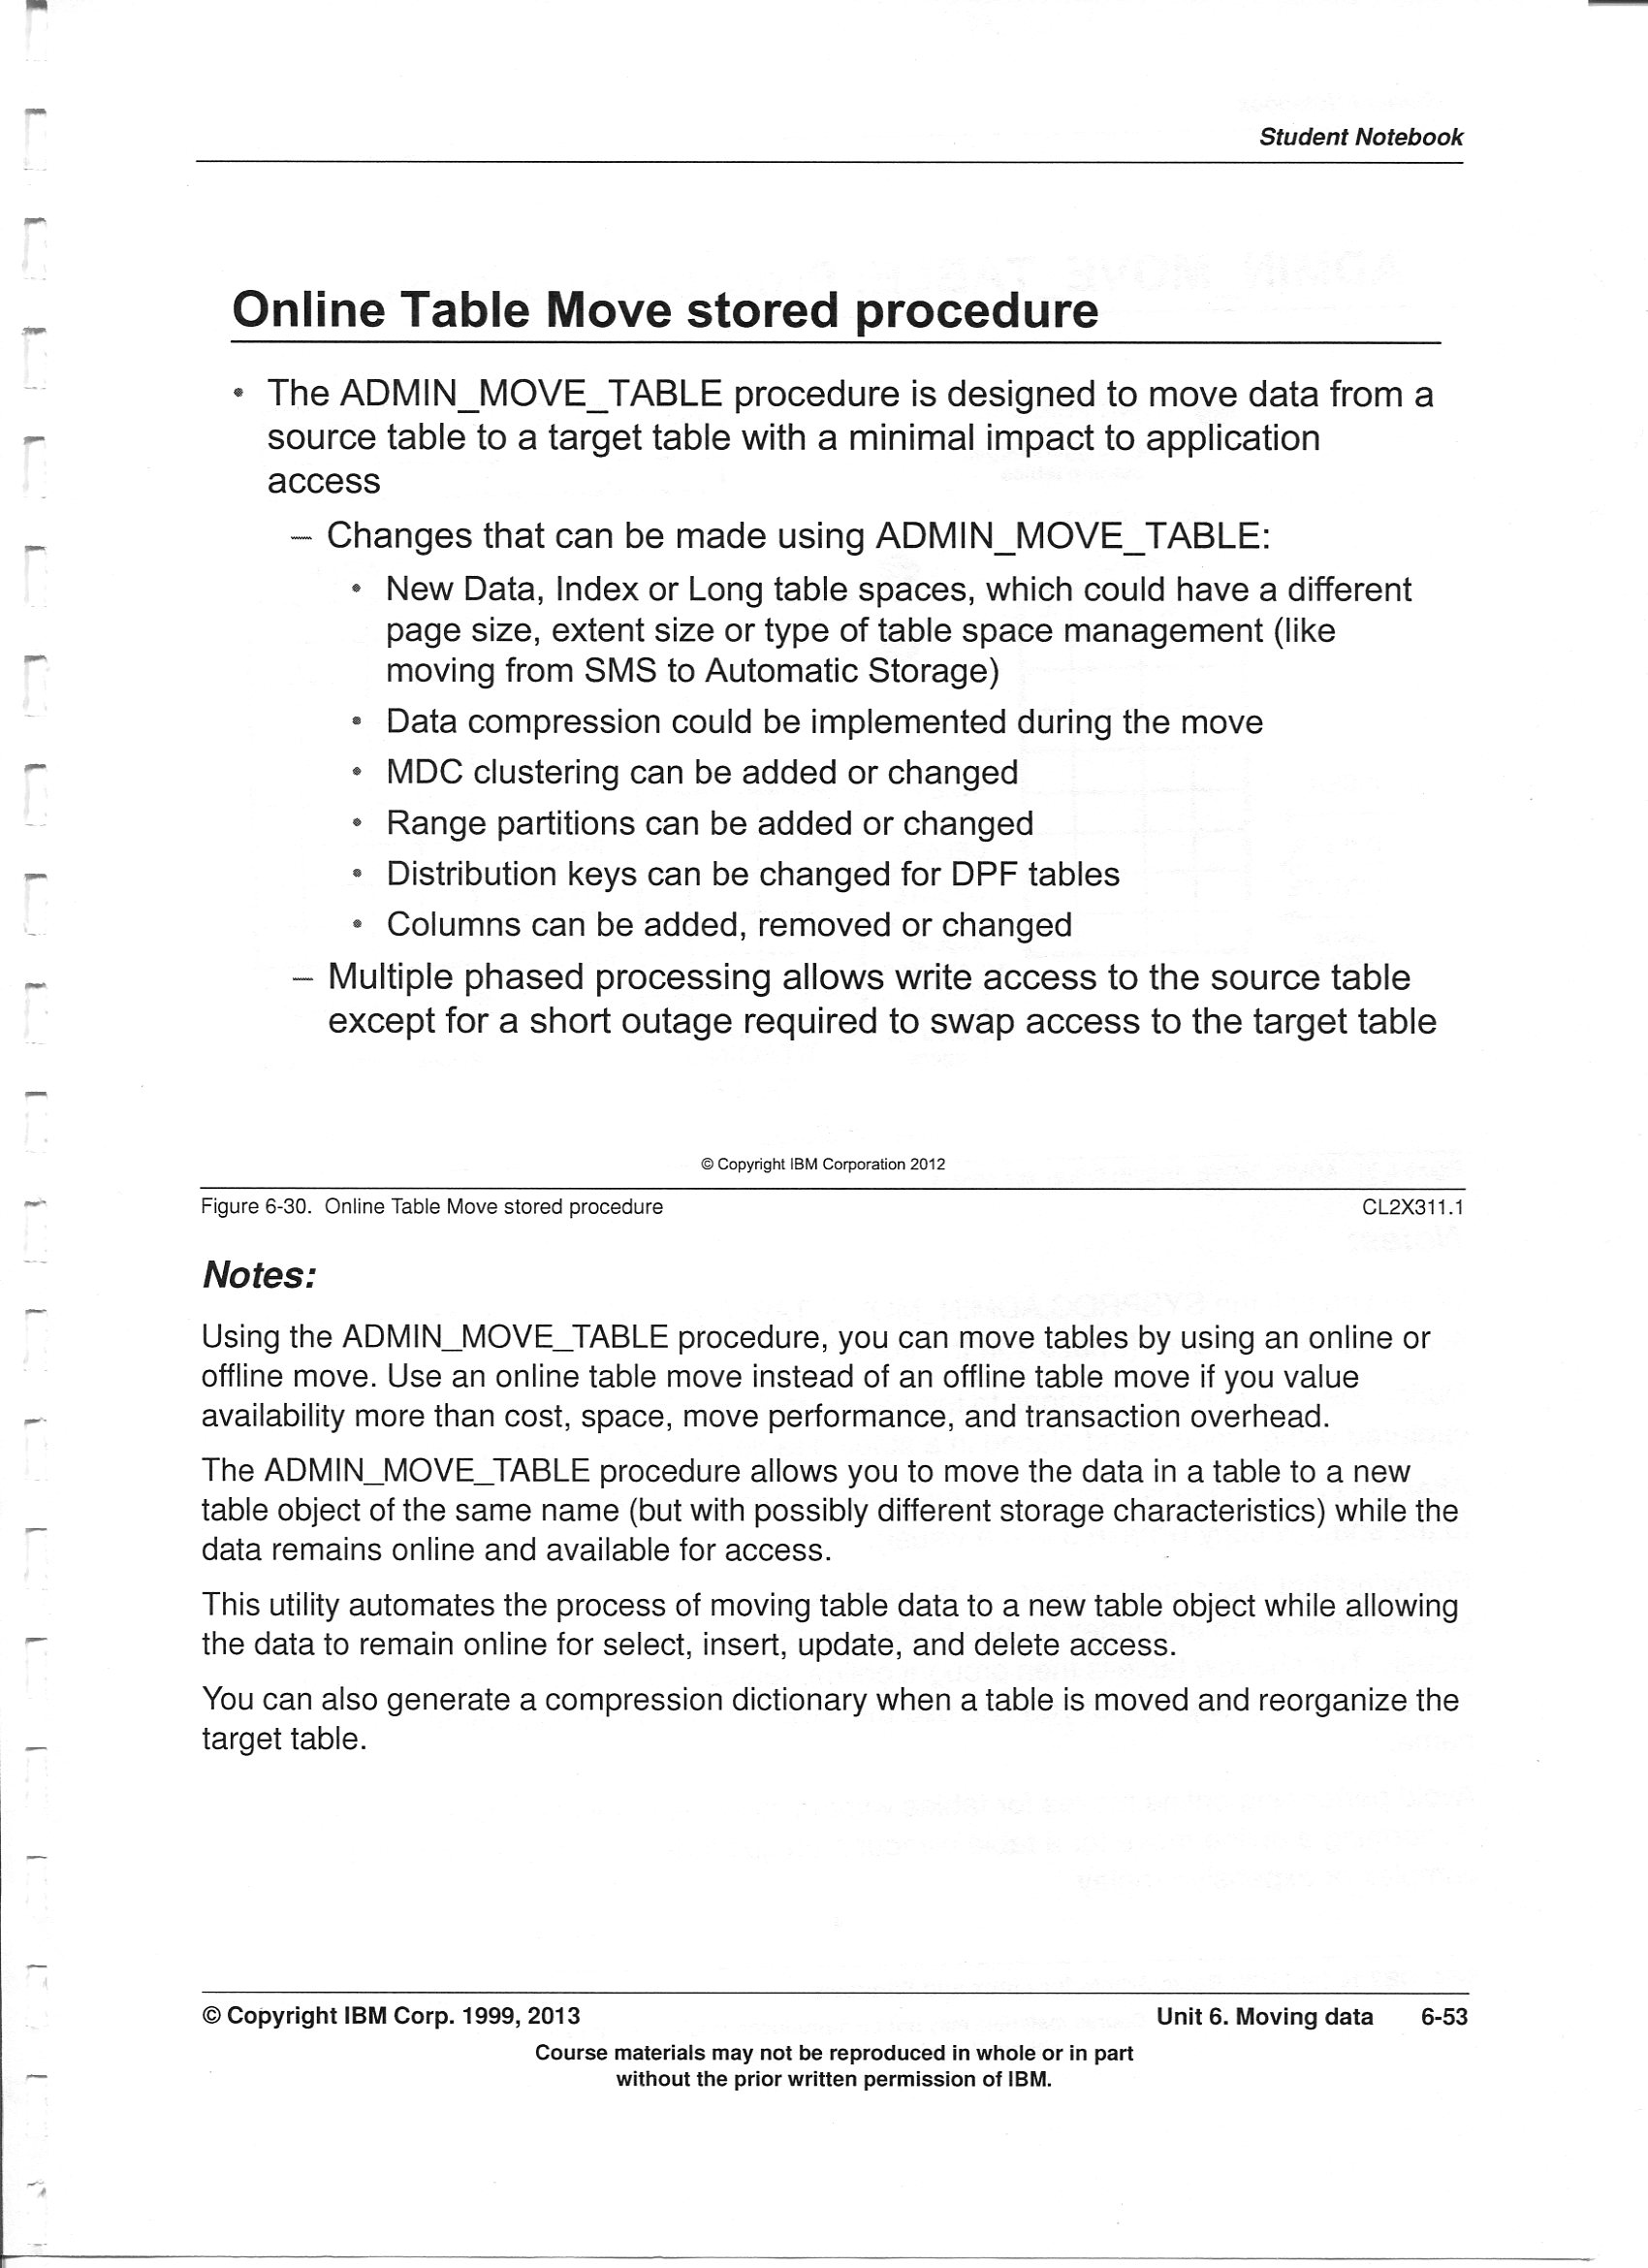 Student Notebook
Online Table Move stored procedure
• The ADMIN_MOVE_TABLE procedure is designed to move data from a
source table to a target table with a minimal impact to application
access
– Changes that can be made using ADMIN_MOVE_TABLE:
• New Data, Index or Long table spaces, which could have a different
page size, extent size or type of table space management (like
moving from SMS to Automatic Storage)
• Data compression could be implemented during the move
• MDC clustering can be added or changed
• Range partitions can be added or changed
• Distribution keys can be changed for DPF tables
• Columns can be added, removed or changed
– Multiple phased processing allows write access to the source table
except for a short outage required to swap access to the target table
© Copyright IBM Corporation 2012
Figure 6-30. Online Table Move stored procedure CL2X311.1
Notes:
Using the ADMIN_MOVE_TABLE procedure, you can move tables by using an online or
offline move. Use an online table move instead of an offline table move if you value
availability more than cost, space, move performance, and transaction overhead.
The ADMIN_MOVE_TABLE procedure allows you to move the data in a table to a new
table object of the same name (but with possibly different storage characteristics) while the
data remains online and available for access.
This utility automates the process of moving table data to a new table object while allowing
the data to remain online for select, insert, update, and delete access.
You can also generate a compression dictionary when a table is moved and reorganize the
target table.
© Copyright IBM Corp. 1999, 2013 Unit 6. Moving data 6-53
Course materials may not be reproduced in whole or in part
without the prior written permission of IBM.